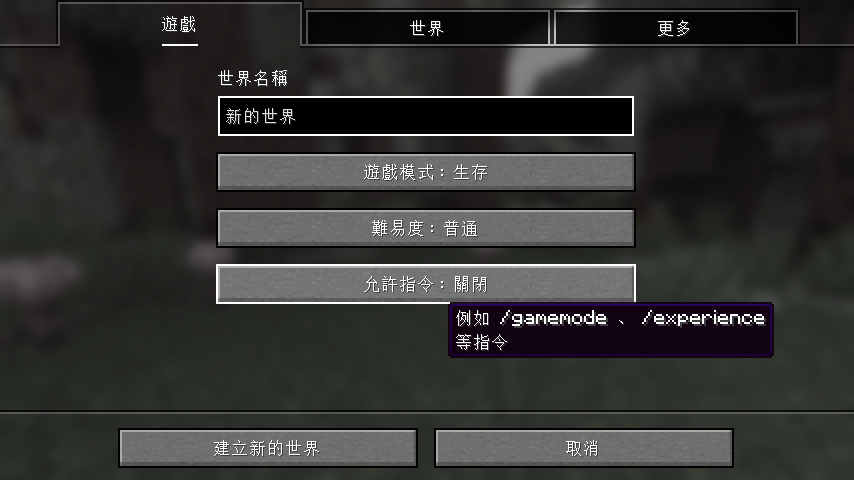 遊戲
世界
更多
世界名稱
新的世界
遊戲模式：生存
難易度：普通
允許指令：關閉
例如 /gamemode 、 /experience
等指令
建立新的世界
取消